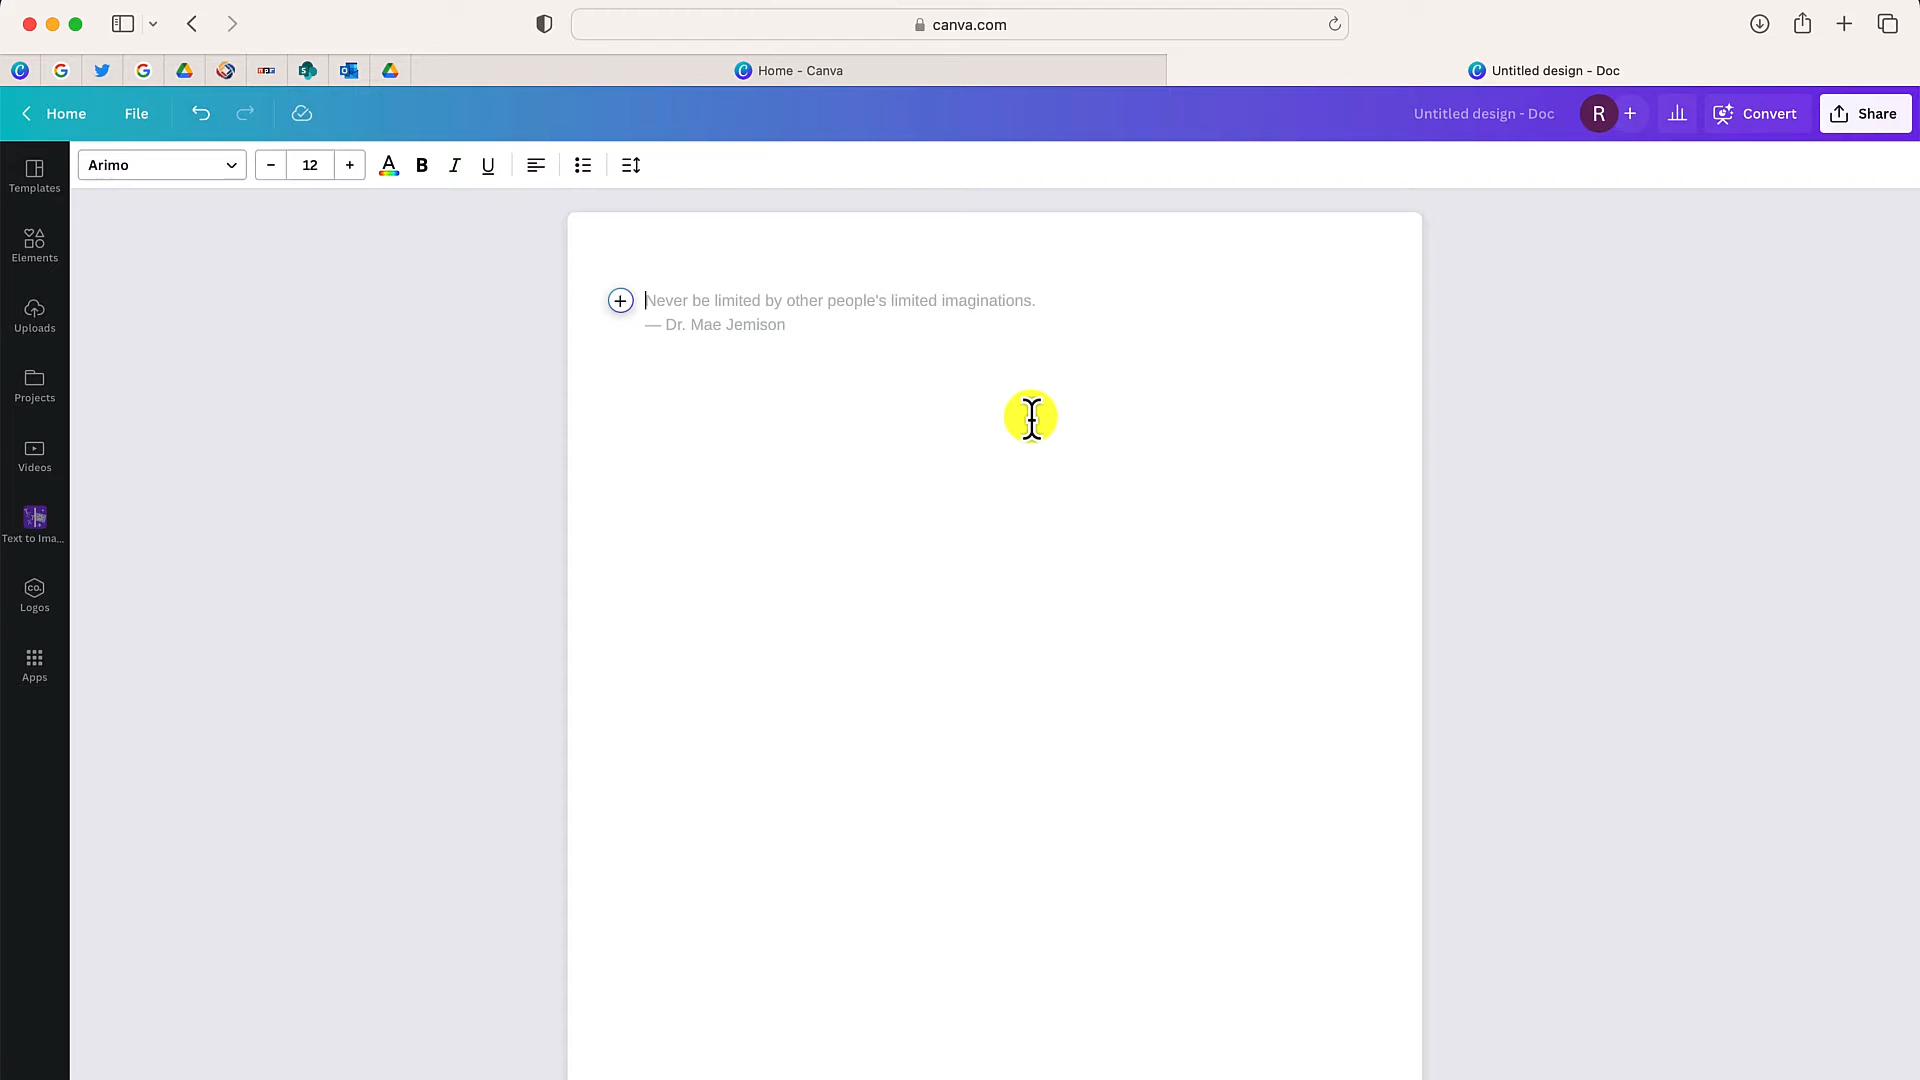 canva.com
Home - Canva
Untitled design - Doc
Home
File
Untitled design - Doc
R
Convert
Share
Arimo
- 12 +
A B I U
Templates
Elements
Uploads
Projects
Videos
Text to Ima...
CO.
Logos
Apps
Never be limited by other people's limited imaginations.
— Dr. Mae Jemison